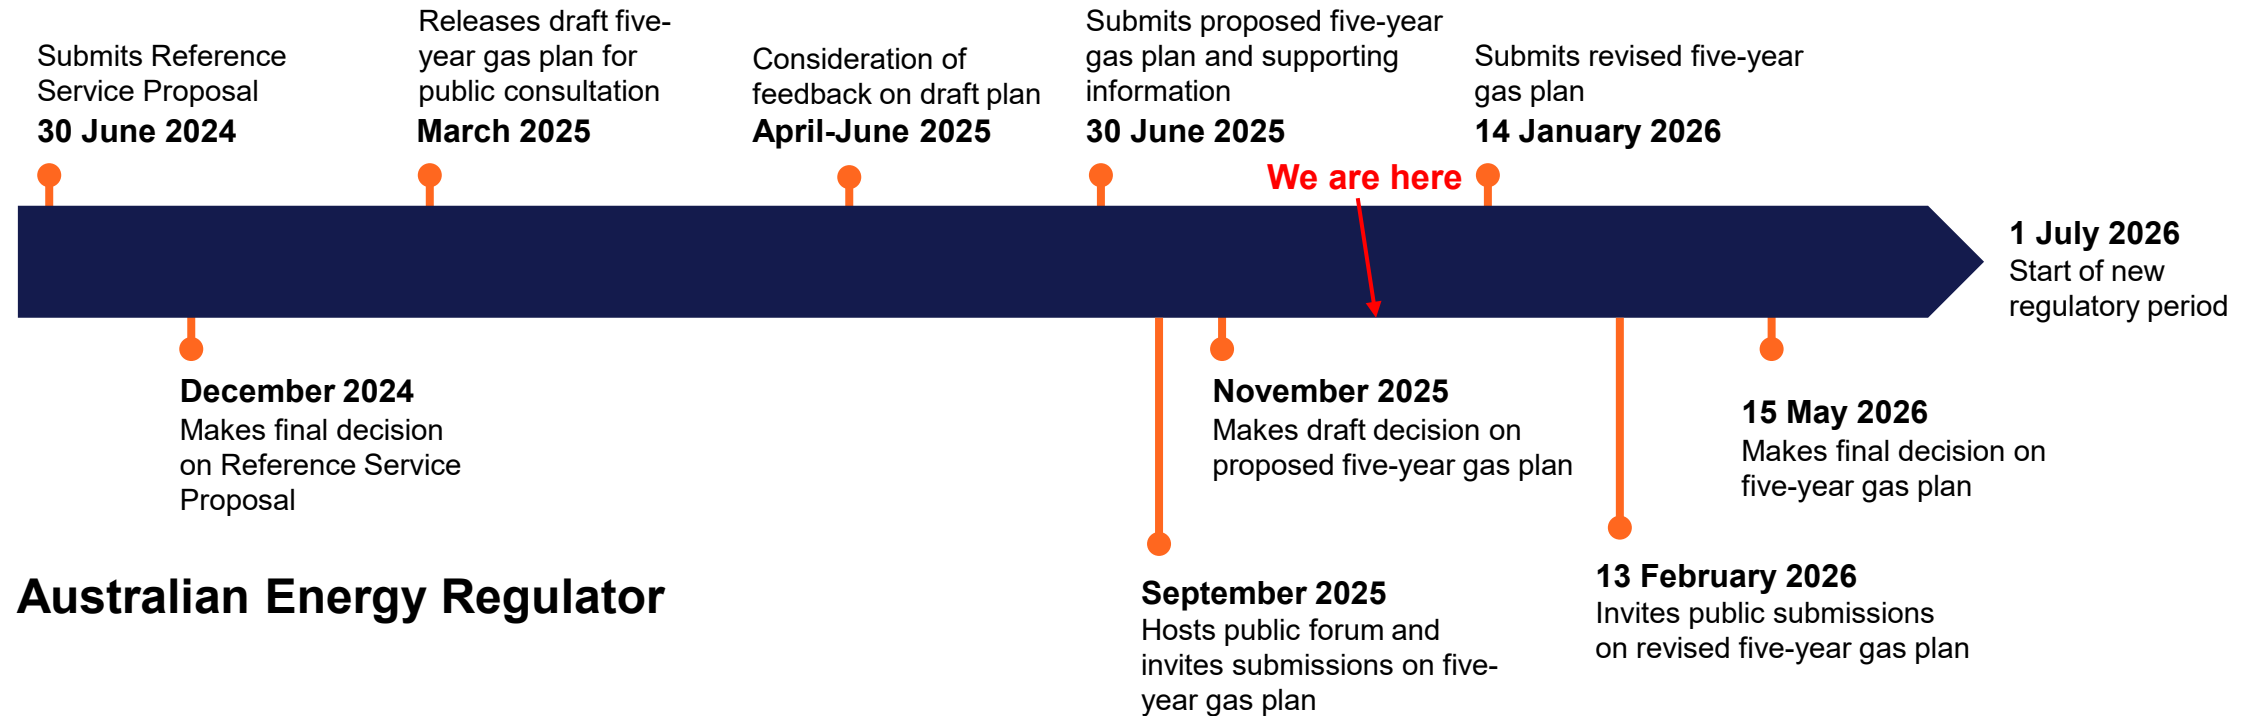 Submits Reference
Service Proposal
30 June 2024
Releases draft five-
year gas plan for
public consultation
March 2025
Consideration of
feedback on draft plan
April-June 2025
Submits proposed five-year
gas plan and supporting
information
30 June 2025
Submits revised five-year
gas plan
14 January 2026
We are here
1 July 2026
Start of new
regulatory period
December 2024
Makes final decision
on Reference Service
Proposal
September 2025
Hosts public forum and
invites submissions on five-
year gas plan
November 2025
Makes draft decision on
proposed five-year gas plan
13 February 2026
Invites public submissions
on revised five-year gas plan
15 May 2026
Makes final decision on
five-year gas plan
Australian Energy Regulator